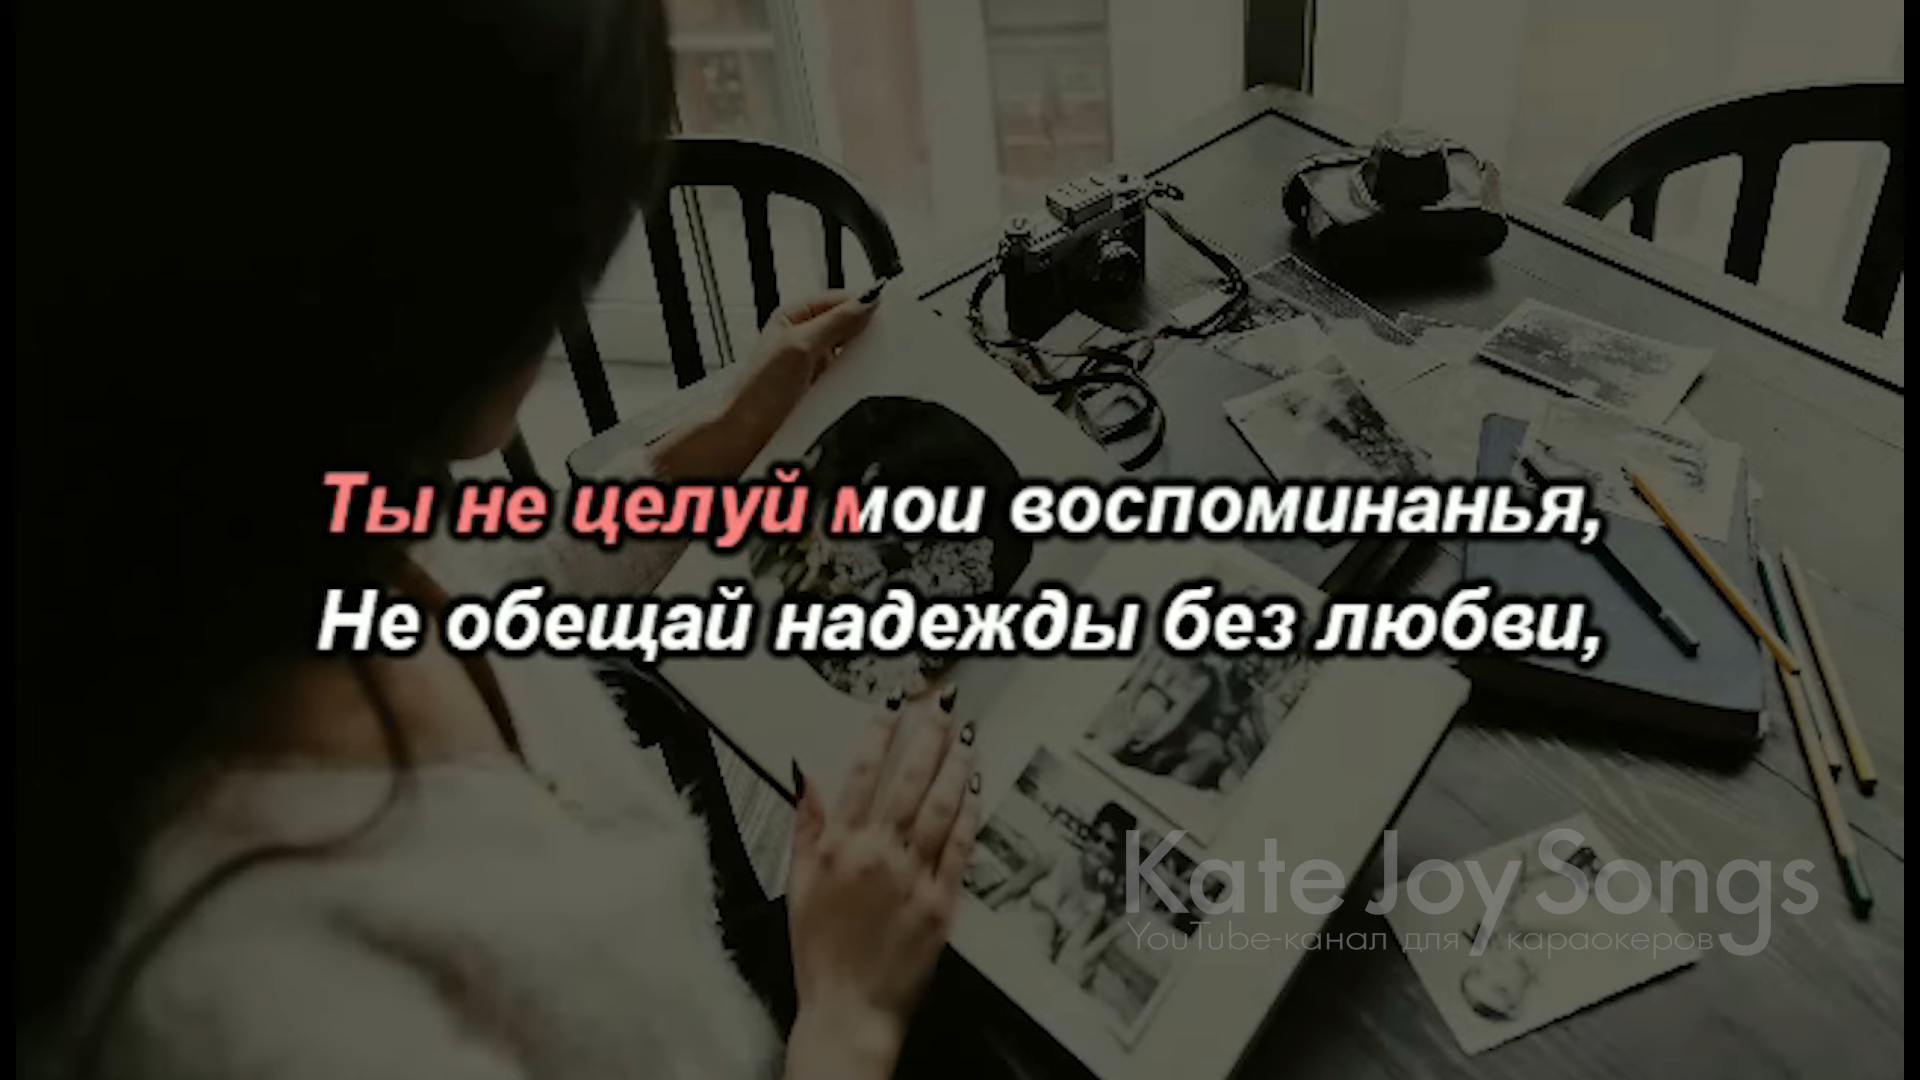 Ты не целуй мои воспоминанья,
Не обещай надежды без любви,
Kate Joy Songs
YouTube-канал для караокеров